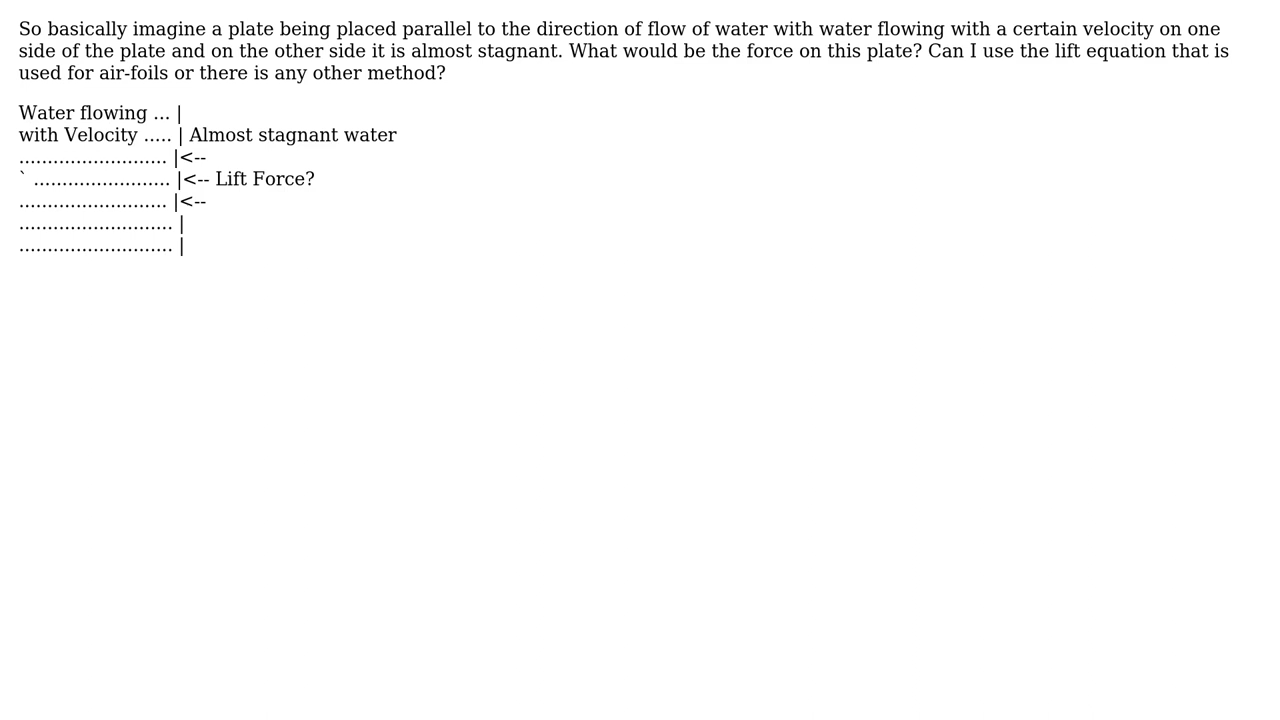 So basically imagine a plate being placed parallel to the direction of flow of water with water flowing with a certain velocity on one
side of the plate and on the other side it is almost stagnant. What would be the force on this plate? Can I use the lift equation that is
used for air-foils or there is any other method?
Water flowing ... |
with Velocity ..... | Almost stagnant water
.......................... |<--
` ........................ |<-- Lift Force?
.......................... |<--
........................... |
........................... |